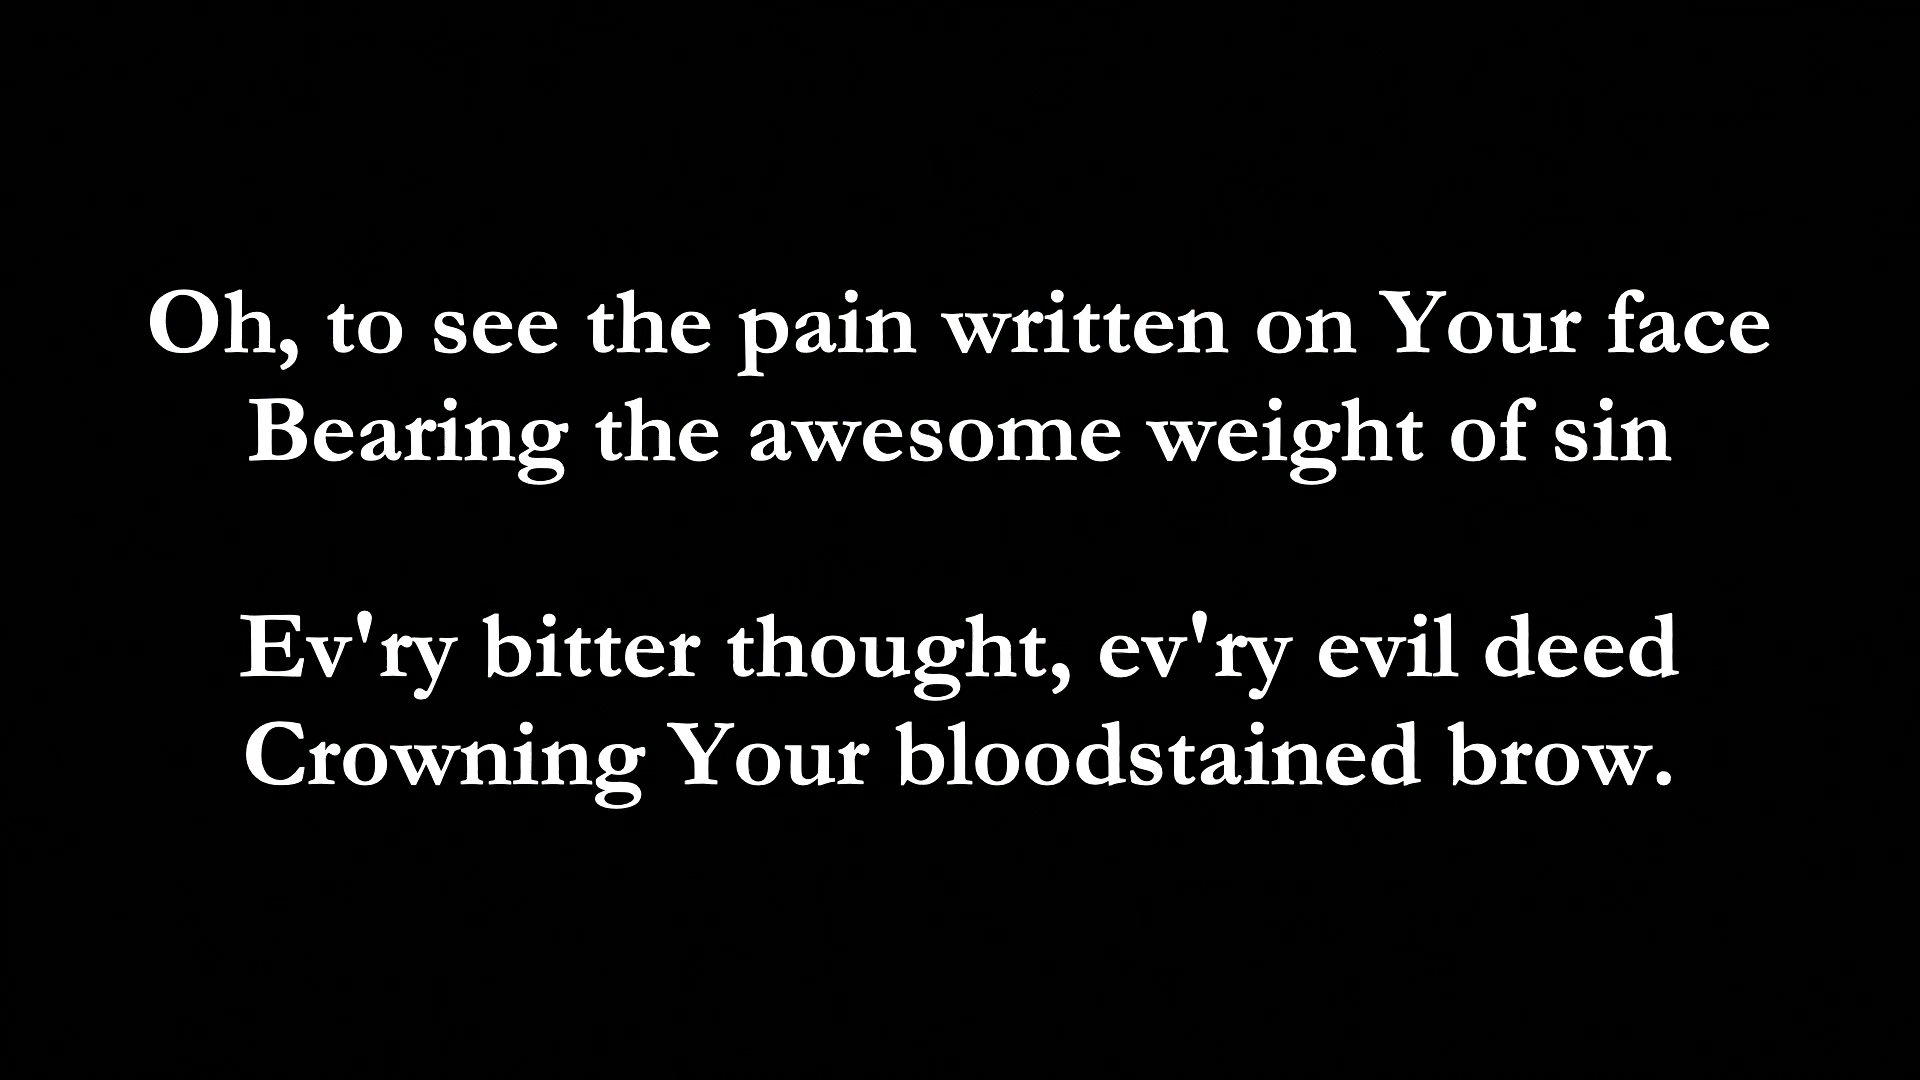 Oh, to see the pain written on Your face
Bearing the awesome weight of sin
Ev'ry bitter thought, ev'ry evil deed
Crowning Your bloodstained brow.